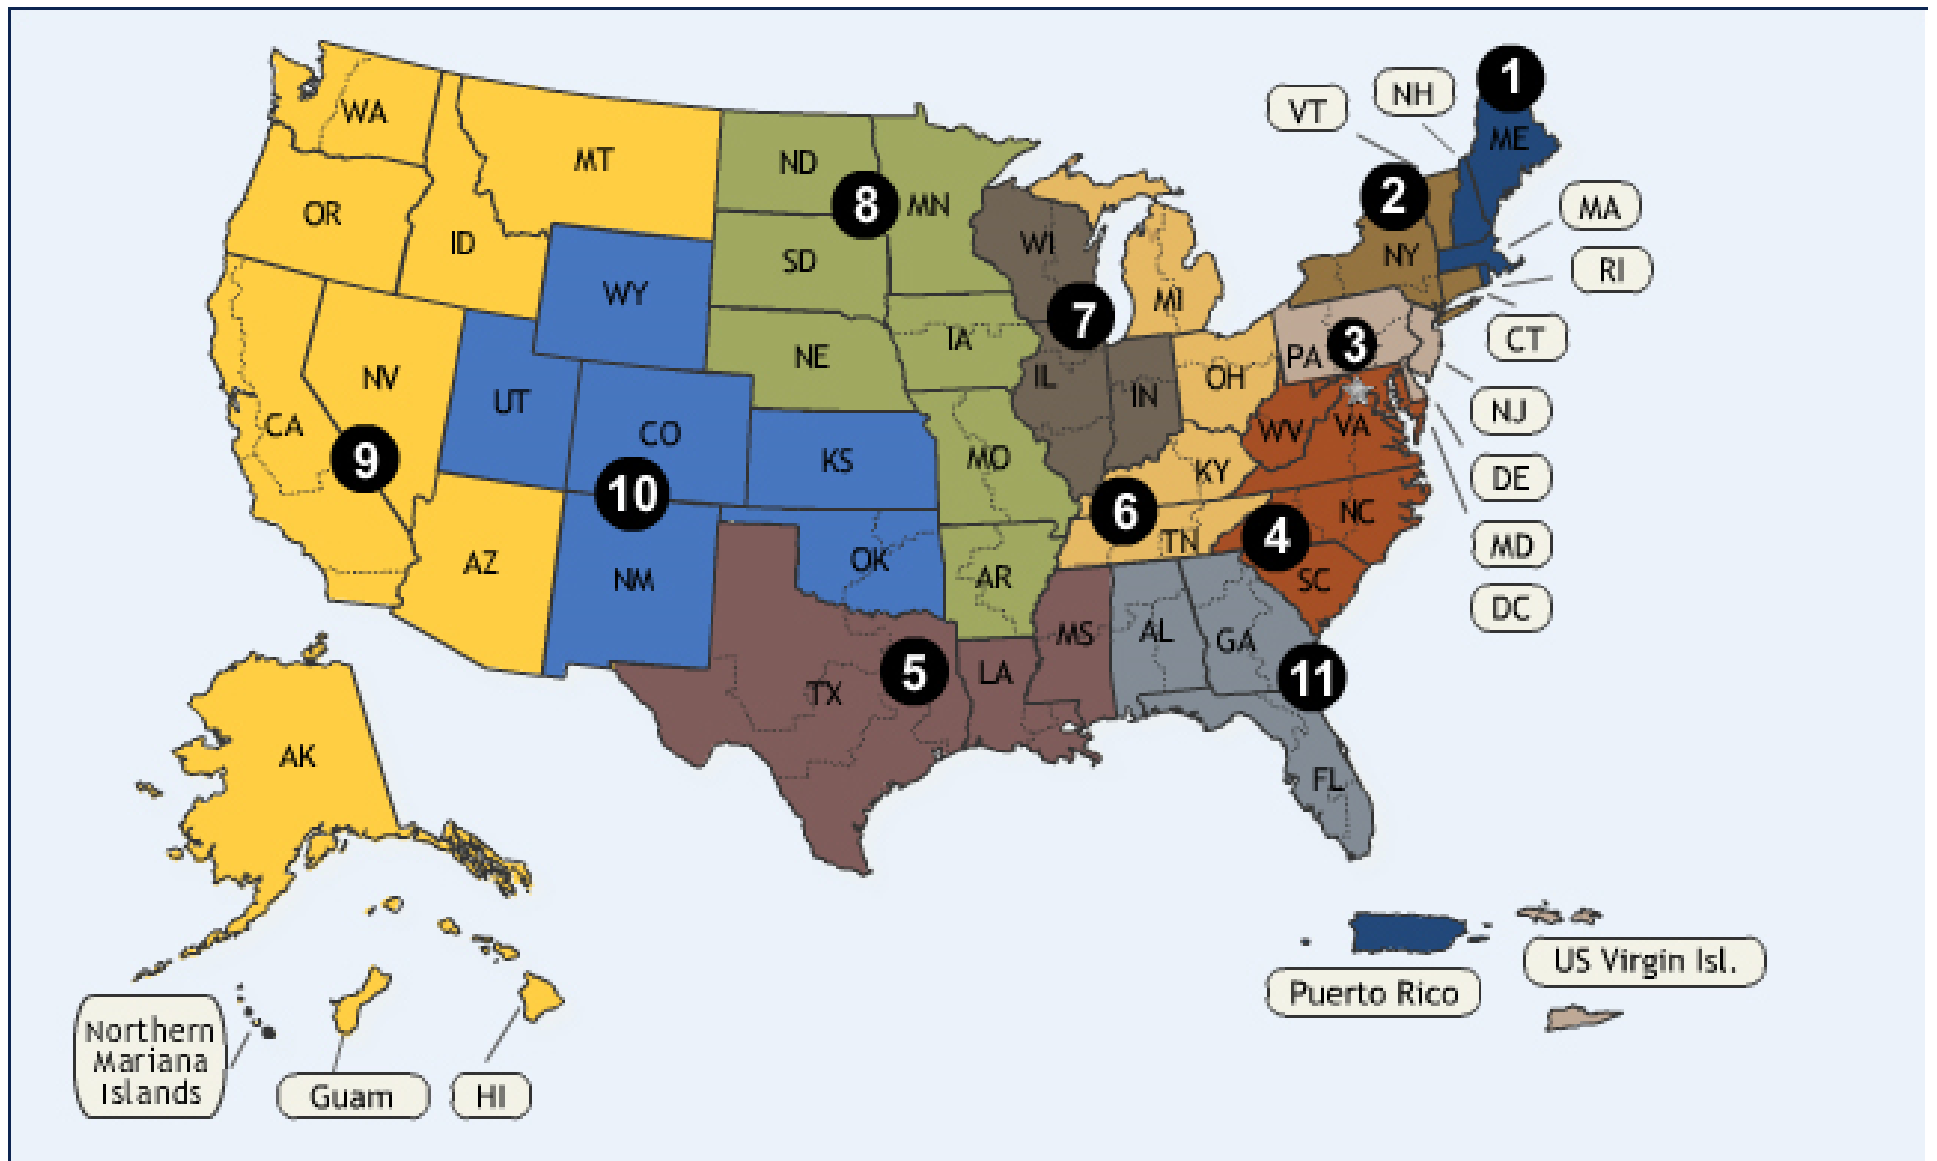 1
NH
VT
WA
ME
MT
ND
8
MN
2
MA
OR
ID
WI
NY
SD
RI
WY
MI
7
IA
CT
NE
PA
3
NV
UT
IL
IN
OH
NJ
CA
CO
WV
VA
9
KS
MO
KY
DE
10
6
NC
4
TN
MD
AZ
OK
NM
AR
SC
DC
MS
AL
GA
TX
5
LA
11
AK
FL
US Virgin Isl.
Puerto Rico
Northern
Mariana
Islands
Guam
HI